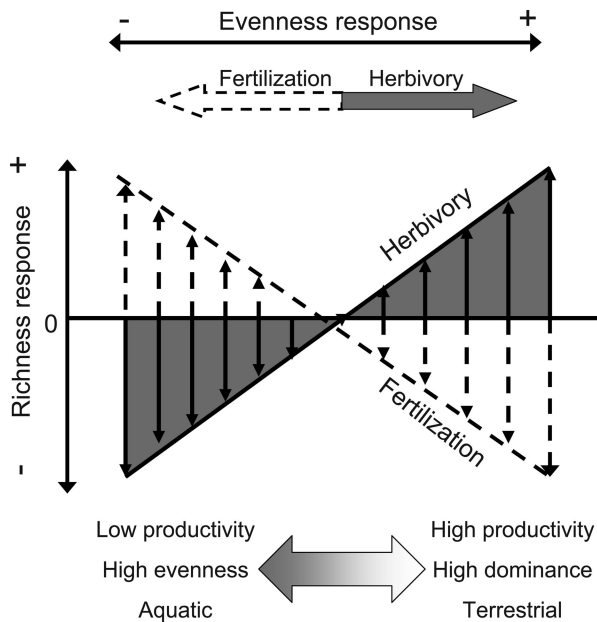 Evenness response
- +
Fertilization Herbivory
+
Richness response
0
-
Herbivory
Fertilization
Low productivity High productivity
High evenness High dominance
Aquatic Terrestrial